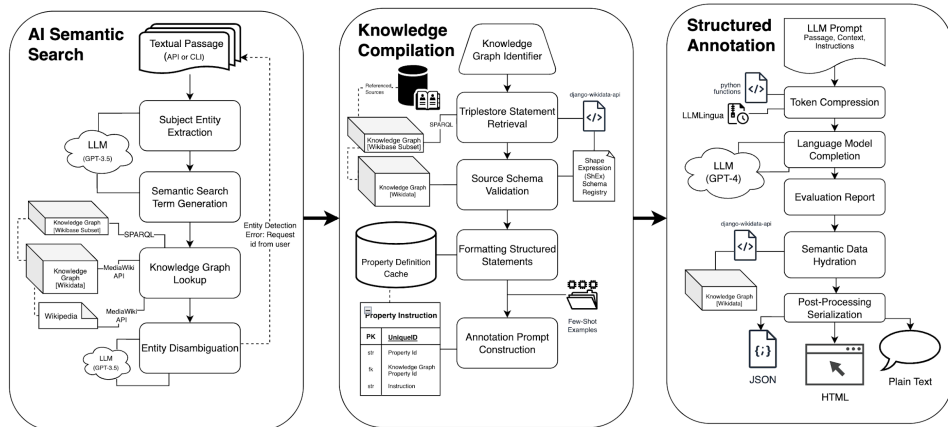 AI Semantic
Search
Textual Passage
(API or CLI)
Subject Entity
Extraction
LLM
(GPT-3.5)
Semantic Search
Term Generation
Knowledge Graph
[Wikibase Subset]
SPARQL
Entity Detection
Error: Request
id from user
Knowledge
Graph
[Wikidata]
MediaWiki
API
Knowledge Graph
Lookup
Wikipedia
MediaWiki
API
Entity Disambiguation
LLM
(GPT-3.5)
Knowledge
Compilation
Knowledge
Graph Identifier
Referenced
Sources
django-wikidata-api
</>
Triplestore Statement
Retrieval
SPARQL
Knowledge Graph
[Wikibase Subset]
Knowledge Graph
[Wikidata]
Source Schema
Validation
Shape
Expression
(ShEx)
Schema
Registry
Property Definition
Cache
Formatting Structured
Statements
Few-Shot
Examples
Property Instruction
PK
UniqueID
str
Property Id
fk
Knowledge Graph
Property Id
str
Instruction
Annotation Prompt
Construction
Structured
Annotation
LLM Prompt
Passage, Context,
Instructions
python
functions
</>
LLMLingua
Token Compression
Language Model
Completion
LLM
(GPT-4)
Evaluation Report
django-wikidata-api
</>
Semantic Data
Hydration
Knowledge Graph
[Wikidata]
Post-Processing
Serialization
{;}
JSON
HTML
Plain Text